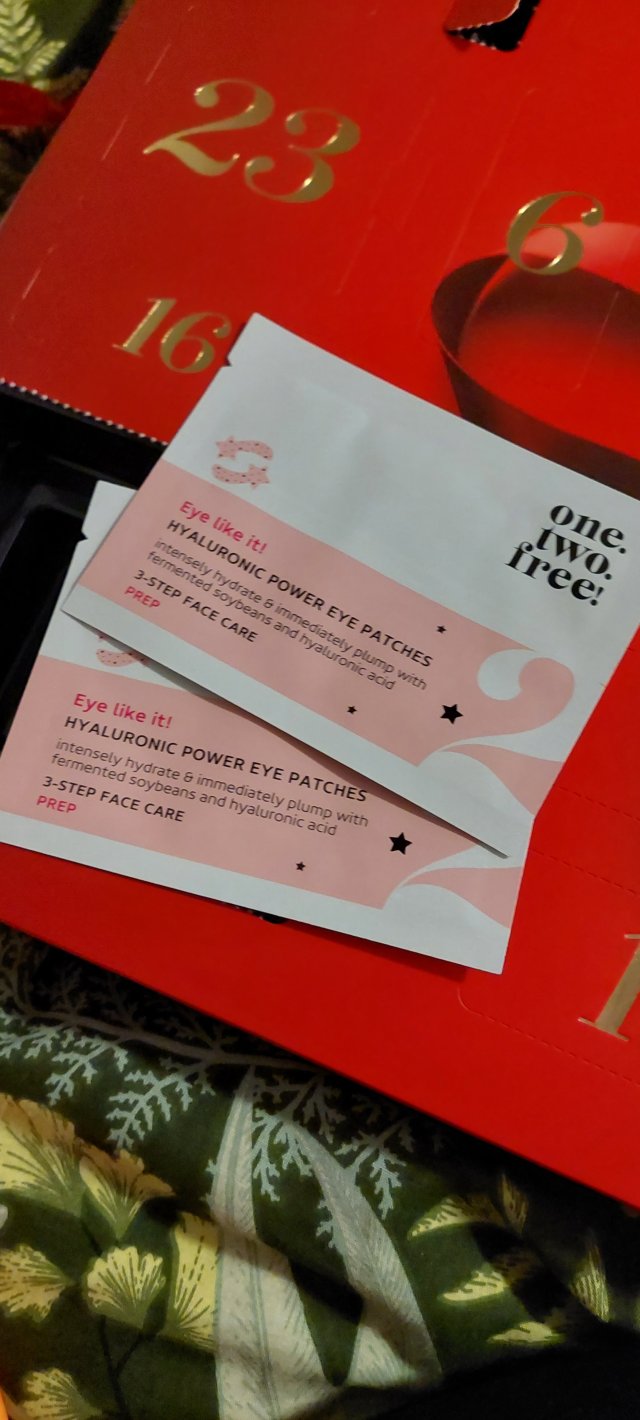 23
6
16
one.
two.
free!
Eye like it!
HYALURONIC POWER EYE PATCHES
intensely hydrate & immediately plump with
fermented soybeans and hyaluronic acid
3-STEP FACE CARE
PREP
2
Eye like it!
HYALURONIC POWER EYE PATCHES
intensely hydrate & immediately plump with
fermented soybeans and hyaluronic acid
3-STEP FACE CARE
PREP
1